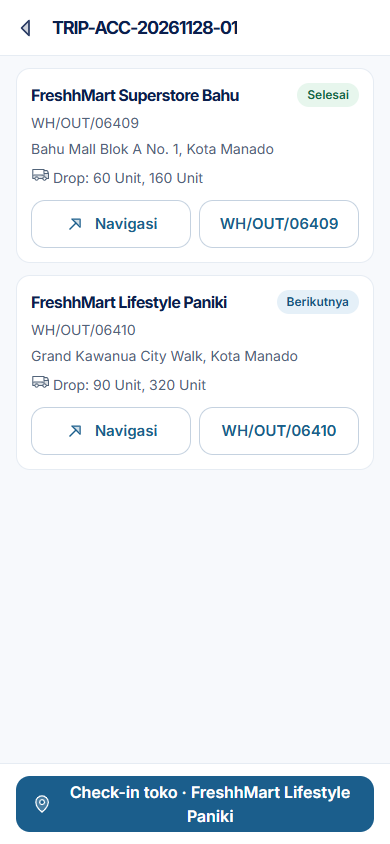 TRIP-ACC-20261128-01
FreshhMart Superstore Bahu
Selesai
WH/OUT/06409
Bahu Mall Blok A No. 1, Kota Manado
Drop: 60 Unit, 160 Unit
Navigasi
WH/OUT/06409
FreshhMart Lifestyle Paniki
Berikutnya
WH/OUT/06410
Grand Kawanua City Walk, Kota Manado
Drop: 90 Unit, 320 Unit
Navigasi
WH/OUT/06410
Check-in toko · FreshhMart Lifestyle
Paniki